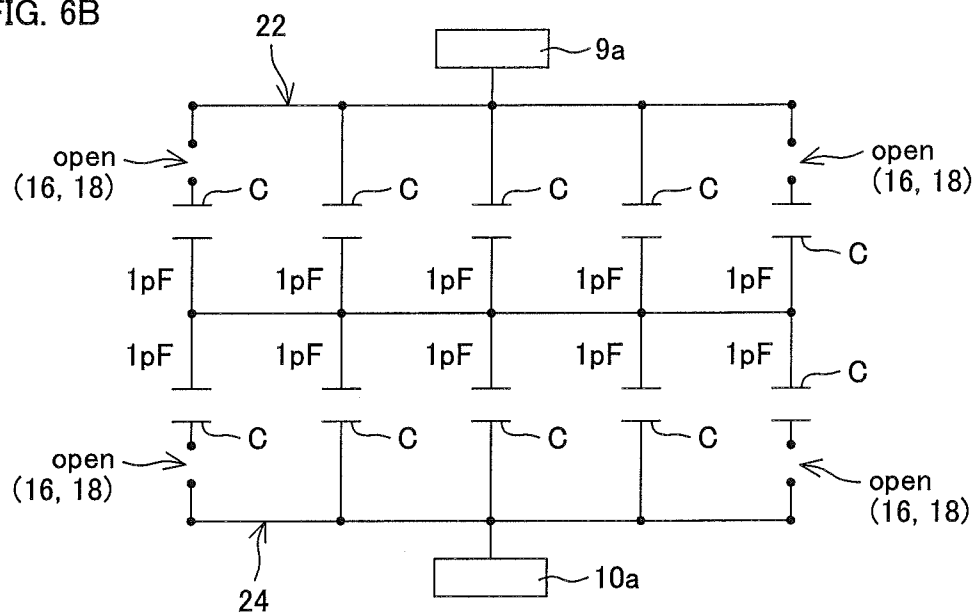 FIG. 6B
22
9a
open
(16, 18)
open
(16, 18)
C
C
C
C
C
1pF
1pF
1pF
1pF
1pF
1pF
1pF
1pF
1pF
1pF
C
C
C
C
C
open
(16, 18)
open
(16, 18)
24
10a